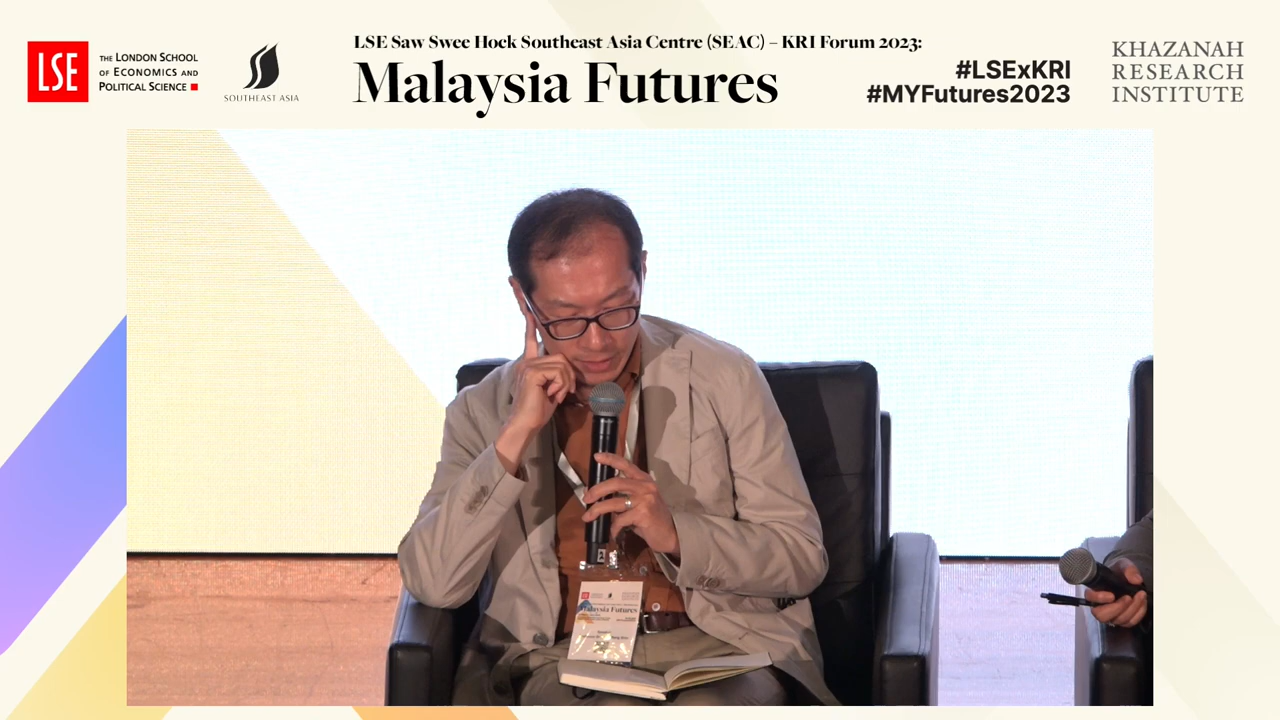 LSE
THE LONDON SCHOOL
OF ECONOMICS AND
POLITICAL SCIENCE
SOUTHEAST ASIA
LSE Saw Swee Hock Southeast Asia Centre (SEAC) – KRI Forum 2023:
Malaysia Futures
#LSExKRI
#MYFutures2023
KHAZANAH
RESEARCH
INSTITUTE
Malaysia Futures